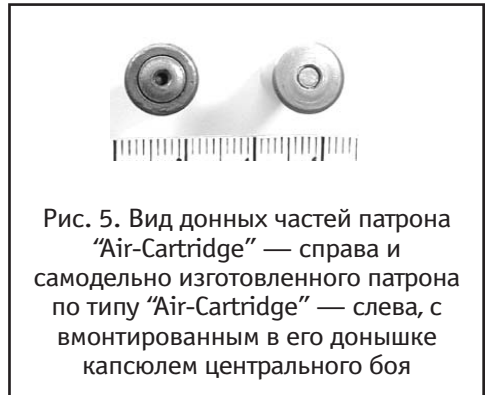 Рис. 5. Вид донных частей патрона
“Air-Cartridge” — справа и
самодельно изготовленного патрона
по типу “Air-Cartridge” — слева, с
вмонтированным в его донышке
капсюлем центрального боя